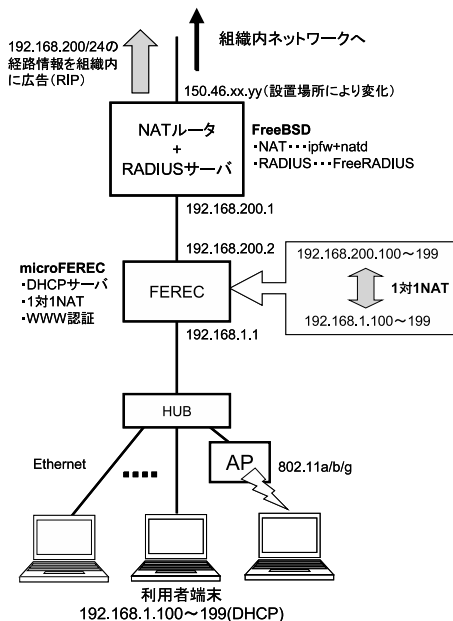 192.168.200/24の
経路情報を組織内
に広告(RIP)
組織内ネットワークへ
150.46.xx.yy(設置場所により変化)
NATルータ
+
RADIUSサーバ
FreeBSD
・NAT・・・ipfw+natd
・RADIUS・・・FreeRADIUS
192.168.200.1
192.168.200.2
microFEREC
・DHCPサーバ
・1対1NAT
・WWW認証
FEREC
192.168.200.100～199
1対1NAT
192.168.1.100～199
192.168.1.1
HUB
Ethernet
AP
802.11a/b/g
利用者端末
192.168.1.100～199(DHCP)